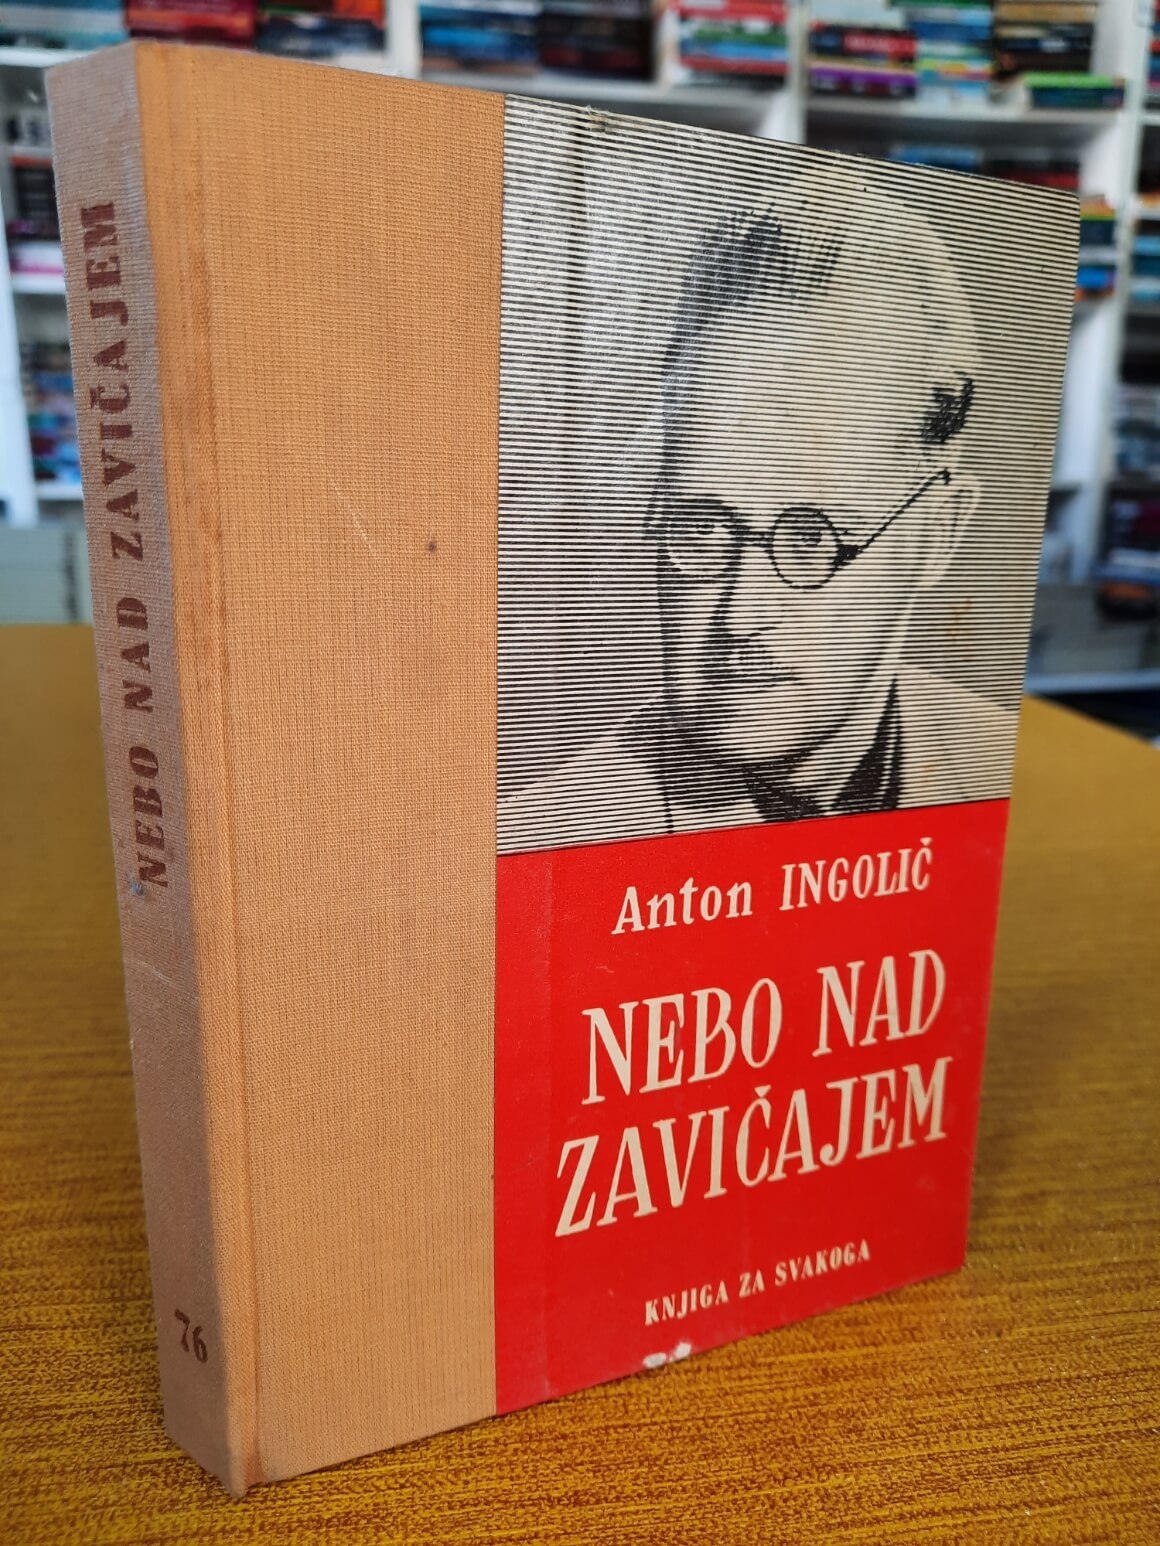 NEBO NAD ZAVIČAJEM
76
Anton INGOLIČ
NEBO NAD
ZAVIČAJEM
KNJIGA ZA SVAKOGA